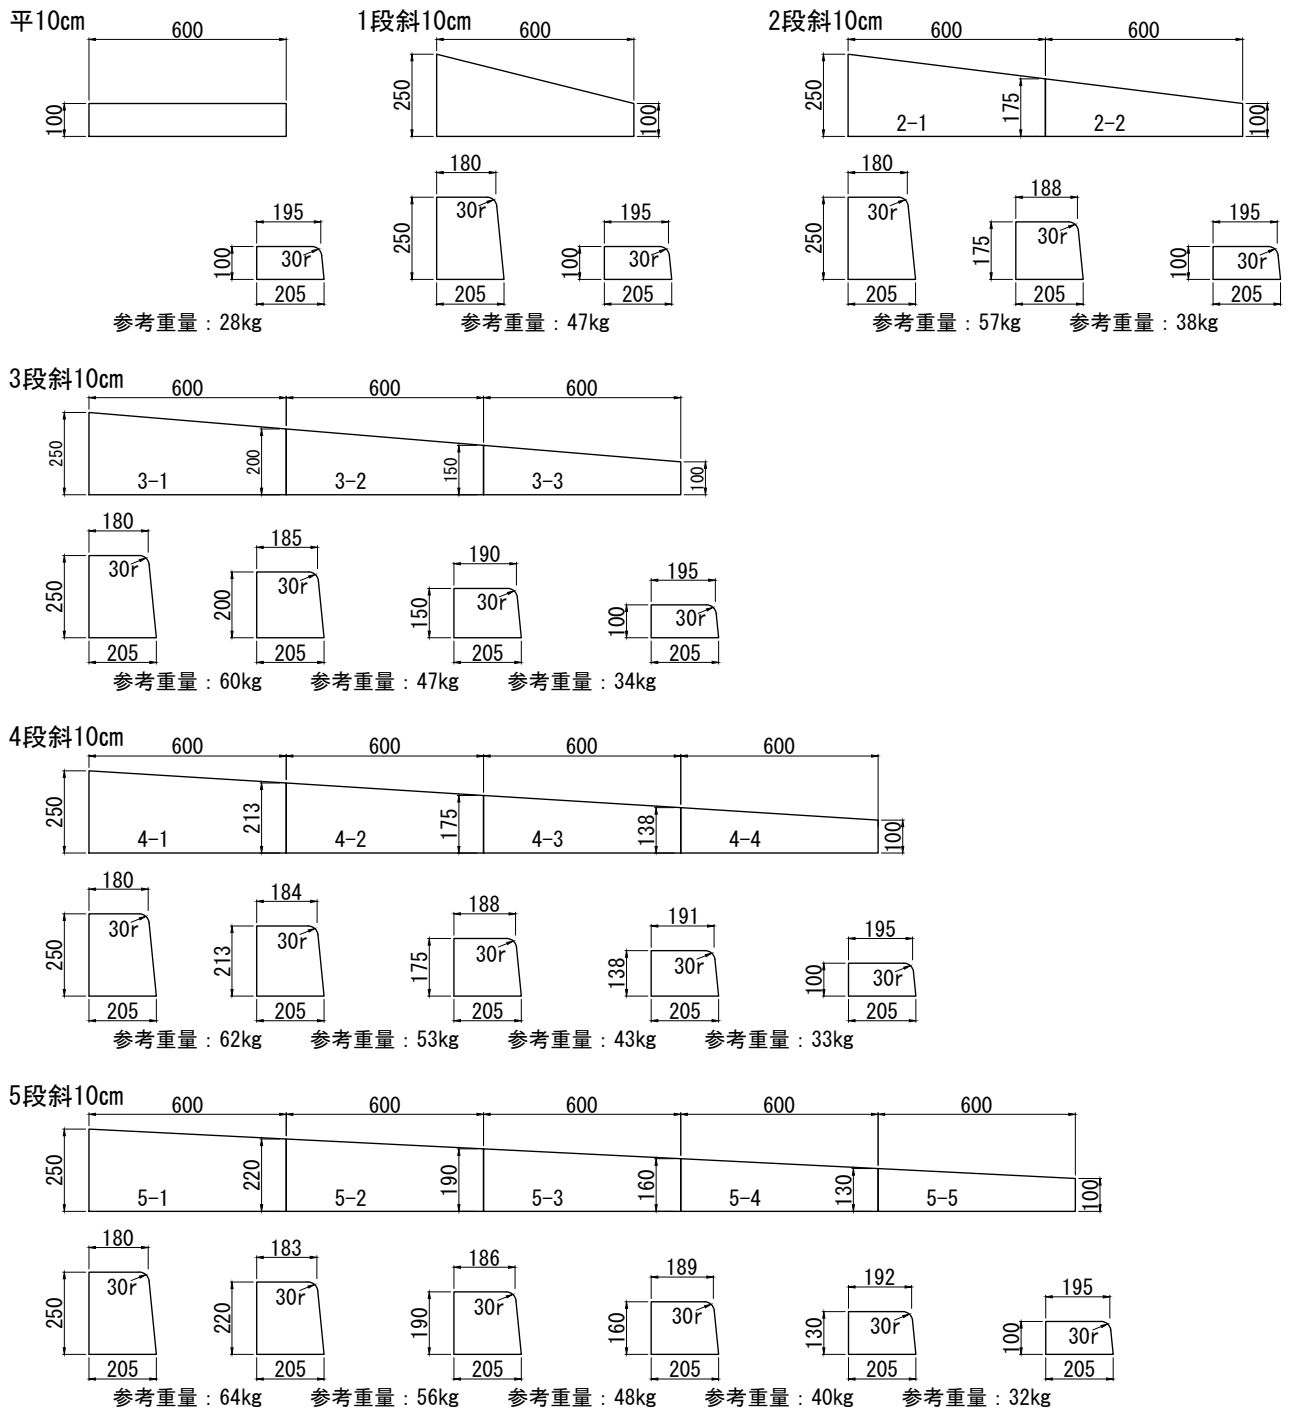 平10cm
600
100
195
100
30r
205
参考重量：28kg
1段斜10cm
600
250
100
180
250
30r
205
195
100
30r
205
参考重量：47kg
2段斜10cm
600 600
250
175
100
2-1 2-2
180
250
30r
205
188
175
30r
205
195
100
30r
205
参考重量：57kg 参考重量：38kg
3段斜10cm
600 600 600
250
200
150
100
3-1 3-2 3-3
180
250
30r
205
185
200
30r
205
190
150
30r
205
195
100
30r
205
参考重量：60kg 参考重量：47kg 参考重量：34kg
4段斜10cm
600 600 600 600
250
213
175
138
100
4-1 4-2 4-3 4-4
180
250
30r
205
184
213
30r
205
188
175
30r
205
191
138
30r
205
195
100
30r
205
参考重量：62kg 参考重量：53kg 参考重量：43kg 参考重量：33kg
5段斜10cm
600 600 600 600 600
250
220
190
160
130
100
5-1 5-2 5-3 5-4 5-5
180
250
30r
205
183
220
30r
205
186
190
30r
205
189
160
30r
205
192
130
30r
205
195
100
30r
205
参考重量：64kg 参考重量：56kg 参考重量：48kg 参考重量：40kg 参考重量：32kg